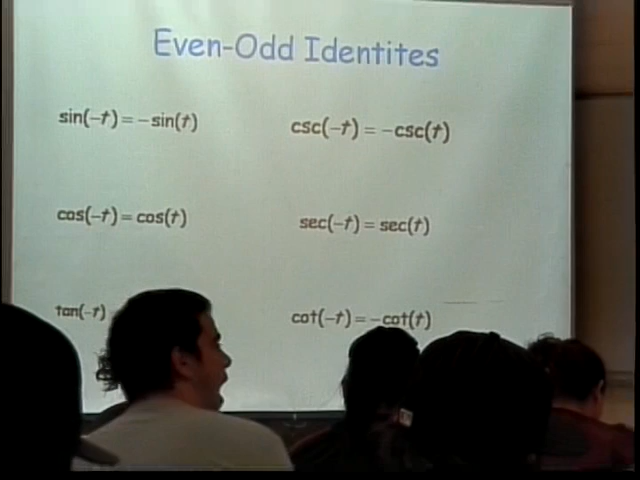 Even-Odd Identites
sin(-t) = -sin(t)
csc(-t) = -csc(t)
cos(-t) = cos(t)
sec(-t) = sec(t)
tan(-t)
cot(-t) = -cot(t)